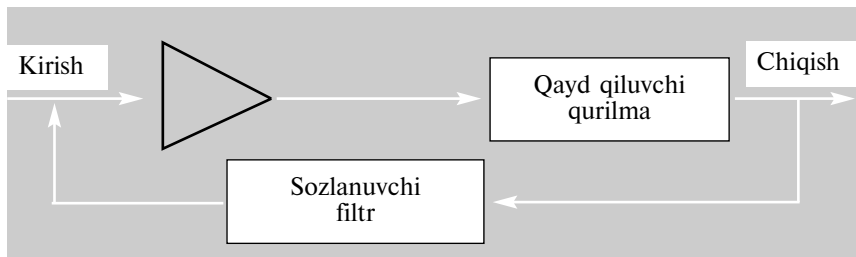 Kirish
Qayd qiluvchi
qurilma
Chiqish
Sozlanuvchi
filtr